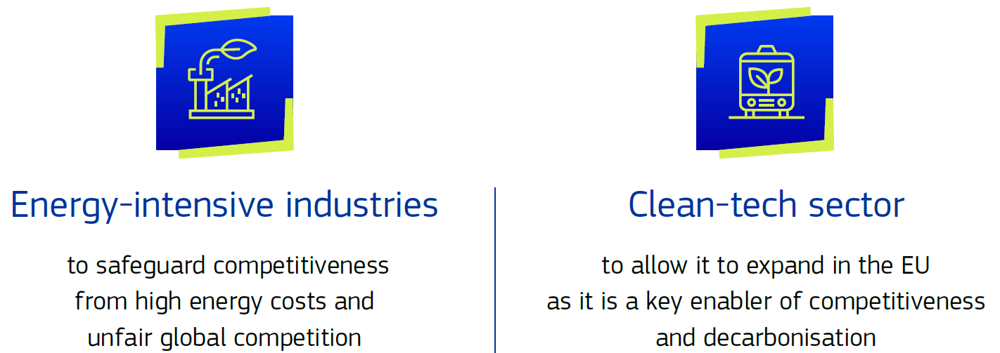 Energy-intensive industries
to safeguard competitiveness
from high energy costs and
unfair global competition
Clean-tech sector
to allow it to expand in the EU
as it is a key enabler of competitiveness
and decarbonisation